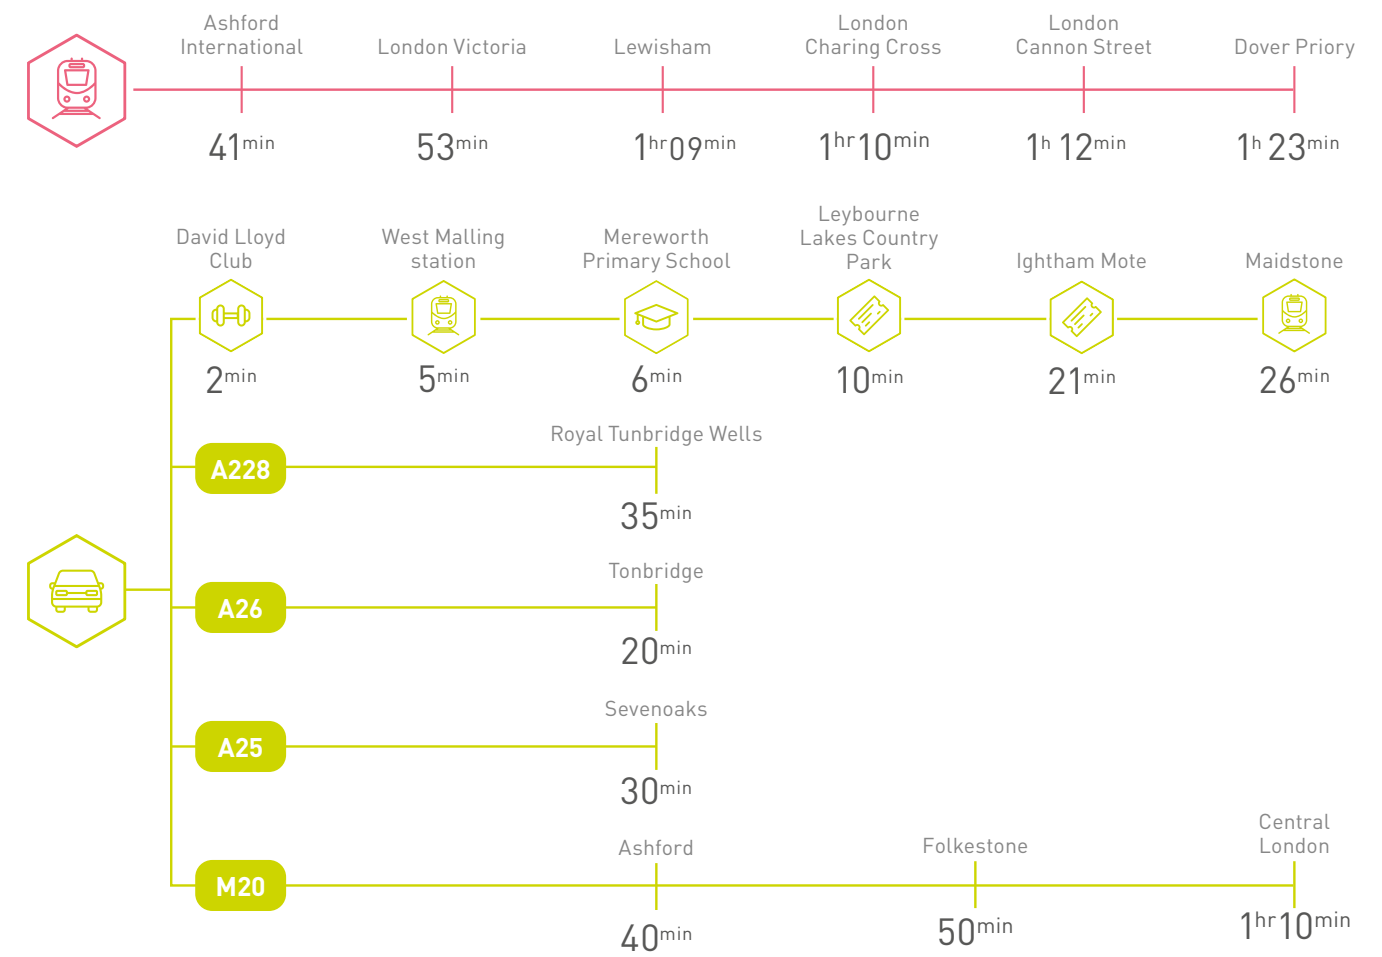 Ashford
International
London Victoria
Lewisham
London
Charing Cross
London
Cannon Street
Dover Priory
41min
53min
1hr09min
1hr10min
1h 12min
1h 23min
David Lloyd
Club
West Malling
station
Mereworth
Primary School
Leybourne
Lakes Country
Park
Ightham Mote
Maidstone
2min
5min
6min
10min
21min
26min
A228
Royal Tunbridge Wells
35min
A26
Tonbridge
20min
A25
Sevenoaks
30min
M20
Ashford
40min
Folkestone
50min
Central
London
1hr10min